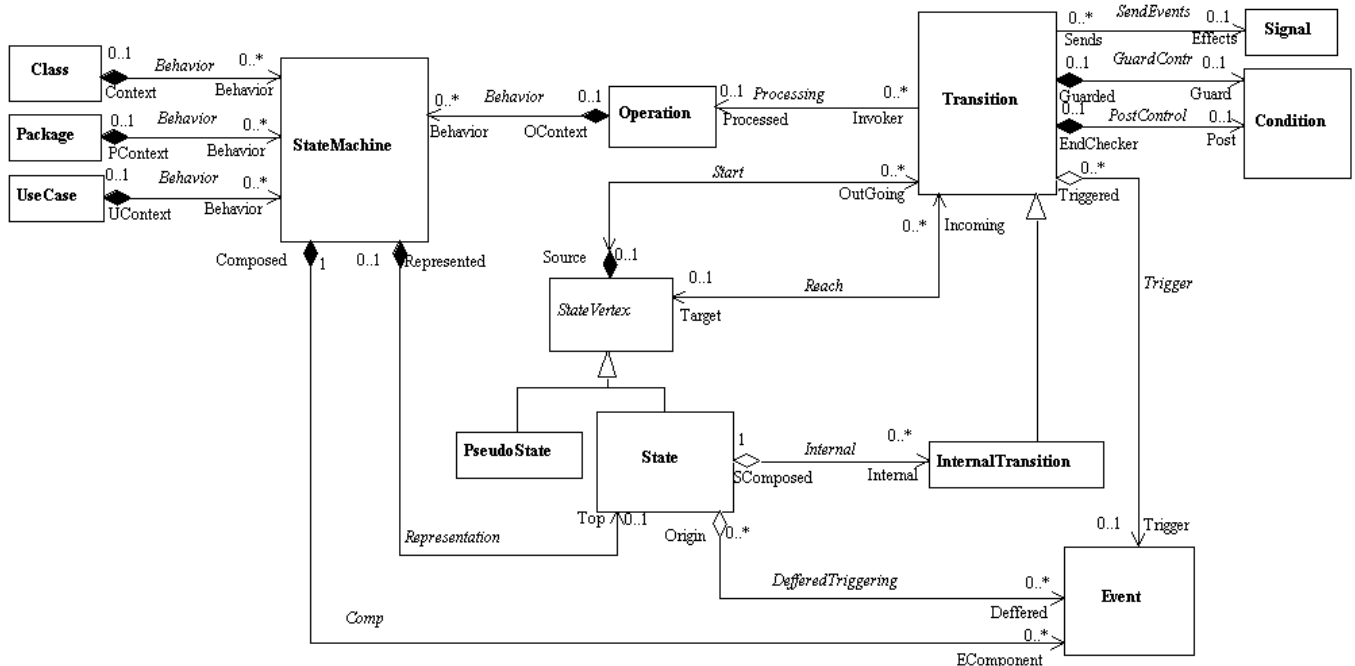 0..*
SendEvents
0..1
Sends
Effects
Signal
Class
0..1
Behavior
0..*
Context
Behavior
0..1
GuardContr
0..1
Guarded
Guard
Transition
0..*
Behavior
0..1
Operation
0..1
Processing
0..*
Behavior
OContext
Processed
Invoker
0..1
PostControl
0..1
EndChecker
Post
Condition
Package
0..1
Behavior
0..*
PContext
Behavior
StateMachine
UseCase
0..1
Behavior
0..*
UContext
Behavior
Start
0..*
OutGoing
0..*
Triggered
0..*
Incoming
Composed
1
0..1
Represented
Source
0..1
0..1
Reach
Trigger
StateVertex
Target
PseudoState
State
1
Internal
0..*
SComposed
Internal
InternalTransition
Top
0..1
Origin
0..*
Representation
0..1
Trigger
DefferedTriggering
0..*
Deffered
Event
Comp
0..*
EComponent